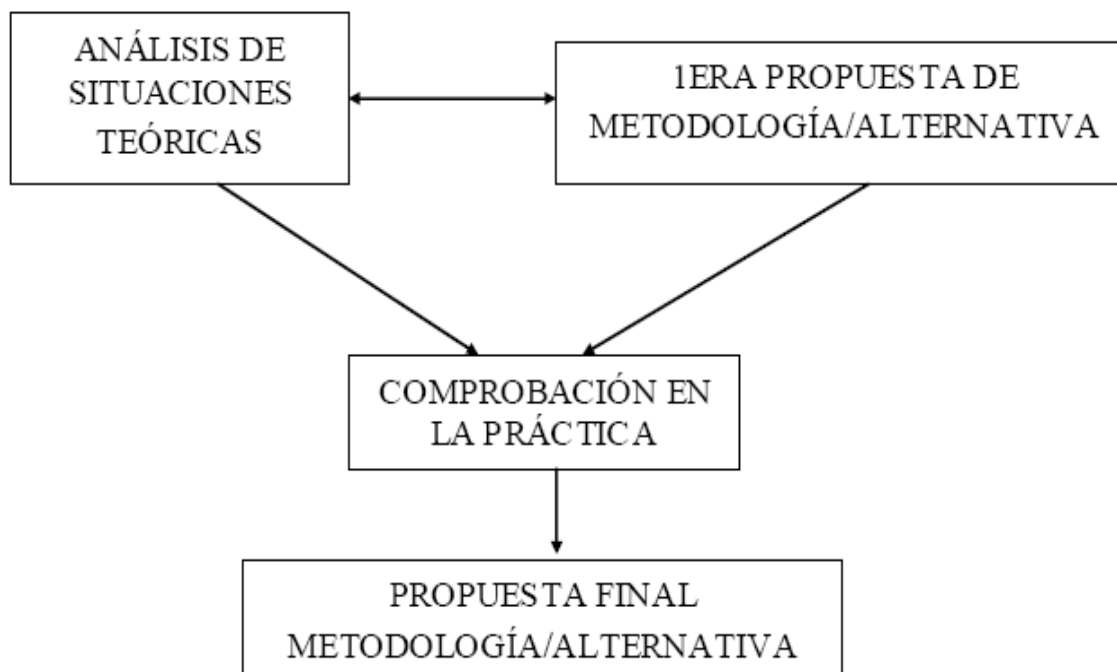 ANÁLISIS DE
SITUACIONES
TEÓRICAS
1ERA PROPUESTA DE
METODOLOGÍA/ALTERNATIVA
COMPROBACIÓN EN
LA PRÁCTICA
PROPUESTA FINAL
METODOLOGÍA/ALTERNATIVA